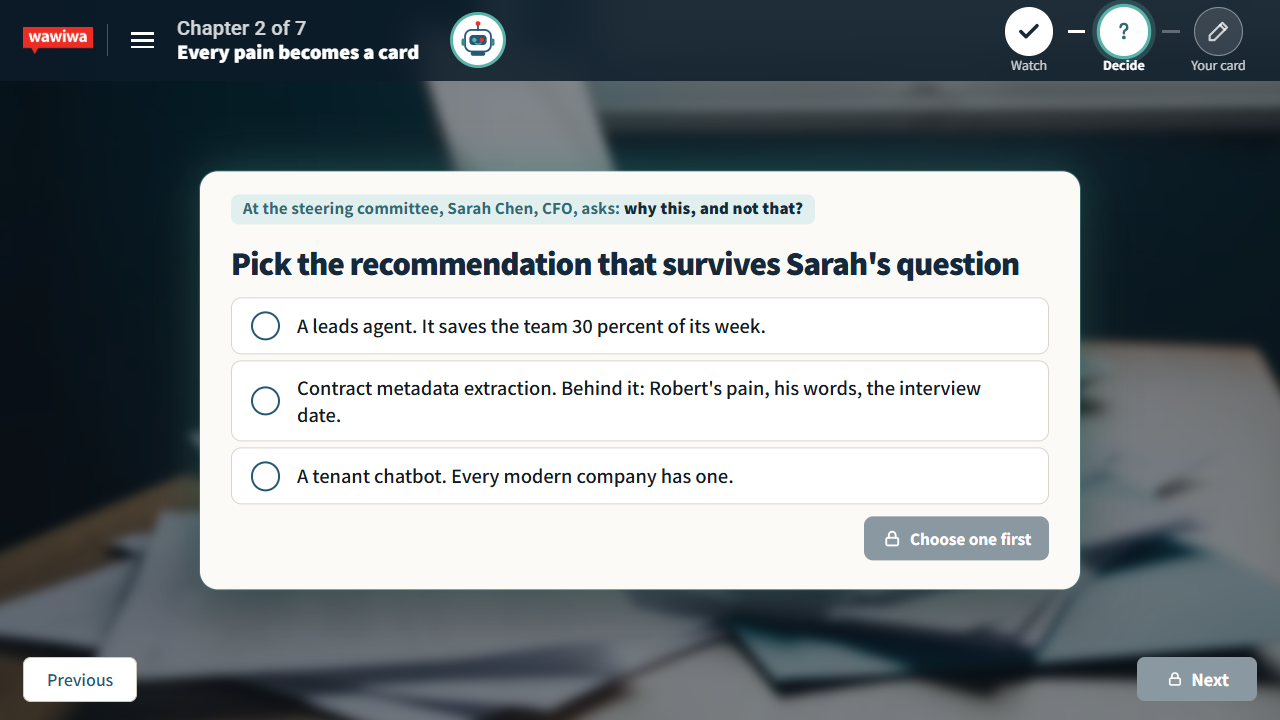 wawiwa
Chapter 2 of 7
Every pain becomes a card
Watch
?
Decide
Your card
At the steering committee, Sarah Chen, CFO, asks: why this, and not that?
Pick the recommendation that survives Sarah's question
A leads agent. It saves the team 30 percent of its week.
Contract metadata extraction. Behind it: Robert's pain, his words, the interview
date.
A tenant chatbot. Every modern company has one.
Choose one first
Previous
Next